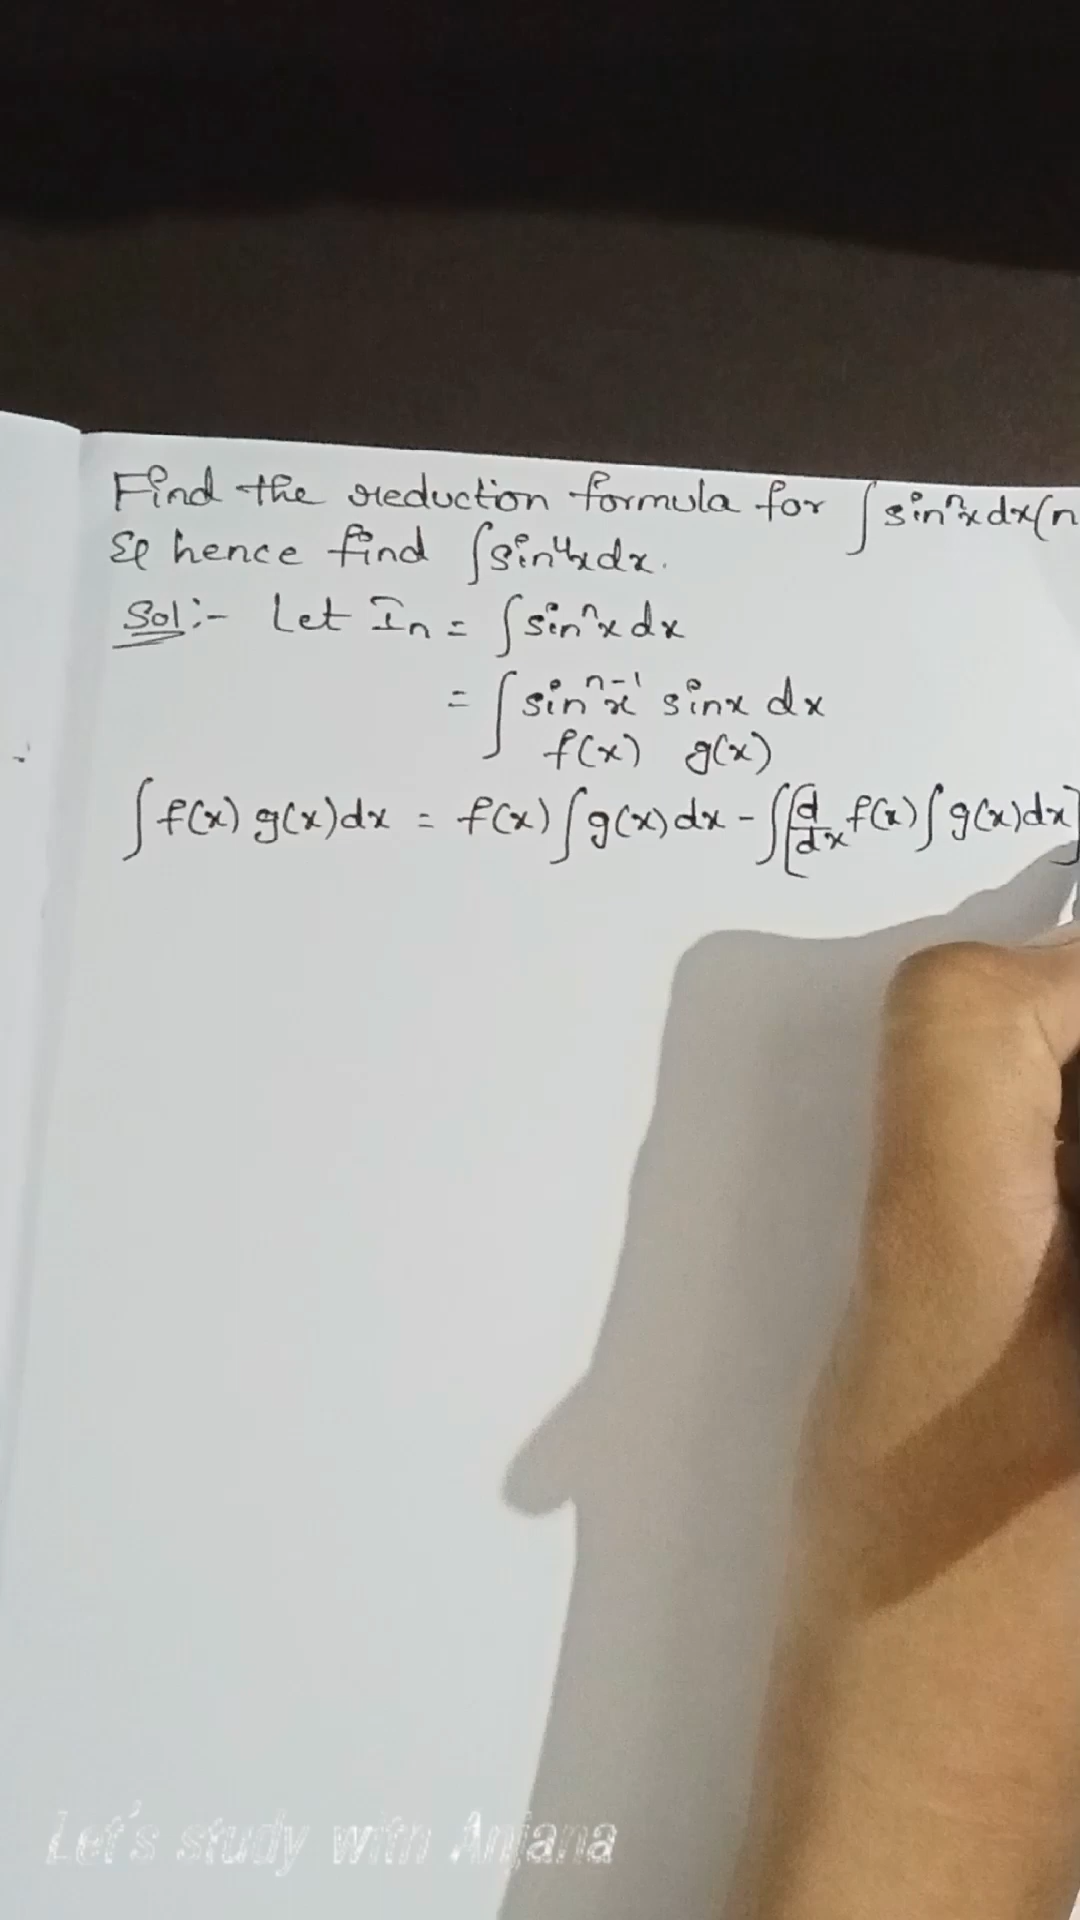 Find the reduction formula for ∫sinⁿx dx (n
& hence find ∫sin⁴x dx.
Sol:- Let Iₙ = ∫sinⁿx dx
= ∫sinⁿ⁻¹x sinx dx
f(x) g(x)
∫f(x) g(x)dx = f(x)∫g(x)dx - ∫[d/dx f(x)∫g(x)dx]
Let's study with Anjana